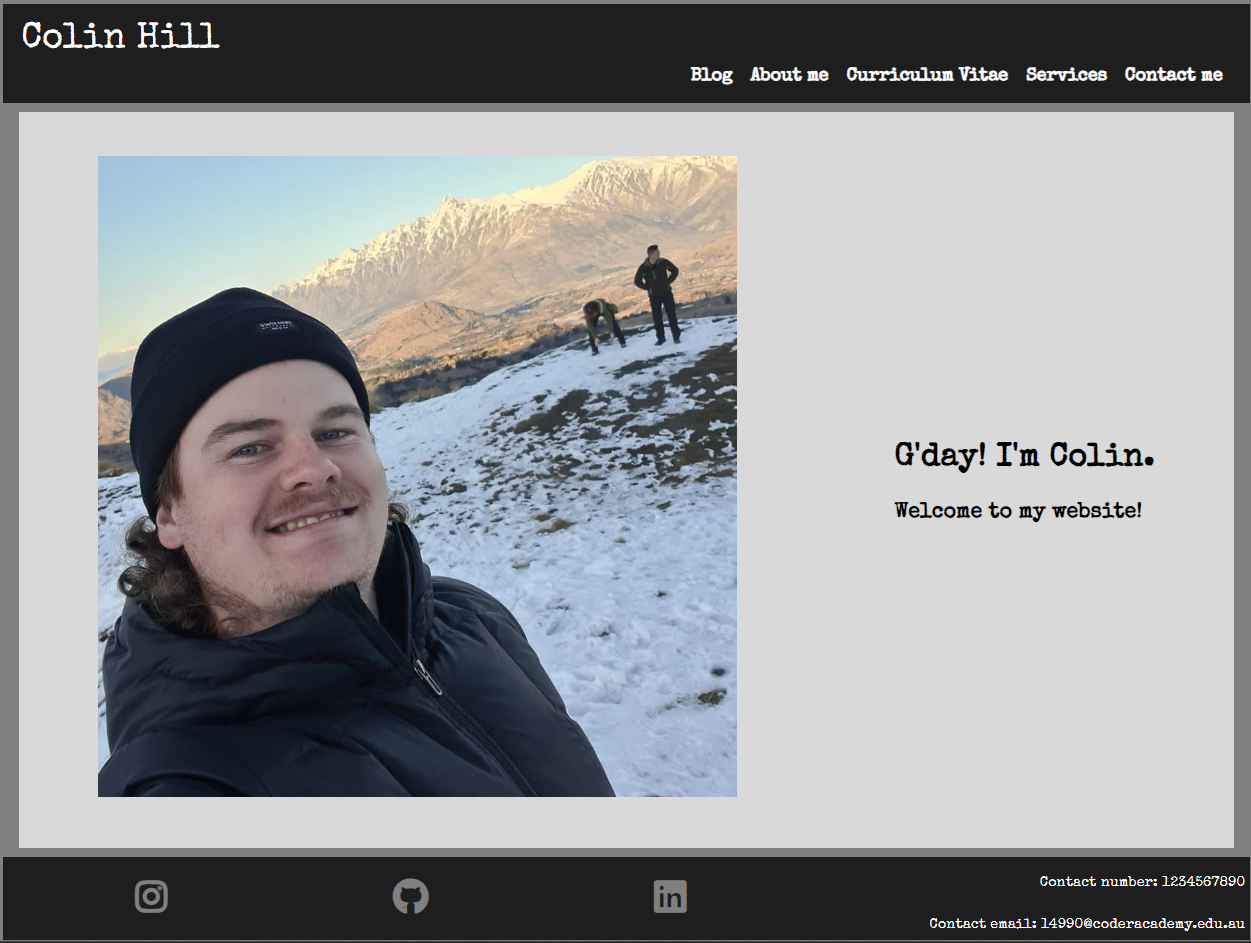 Colin Hill
Blog About me Curriculum Vitae Services Contact me
G'day! I'm Colin.
Welcome to my website!
Contact number: 1234567890
Contact email: 14990@coderacademy.edu.au